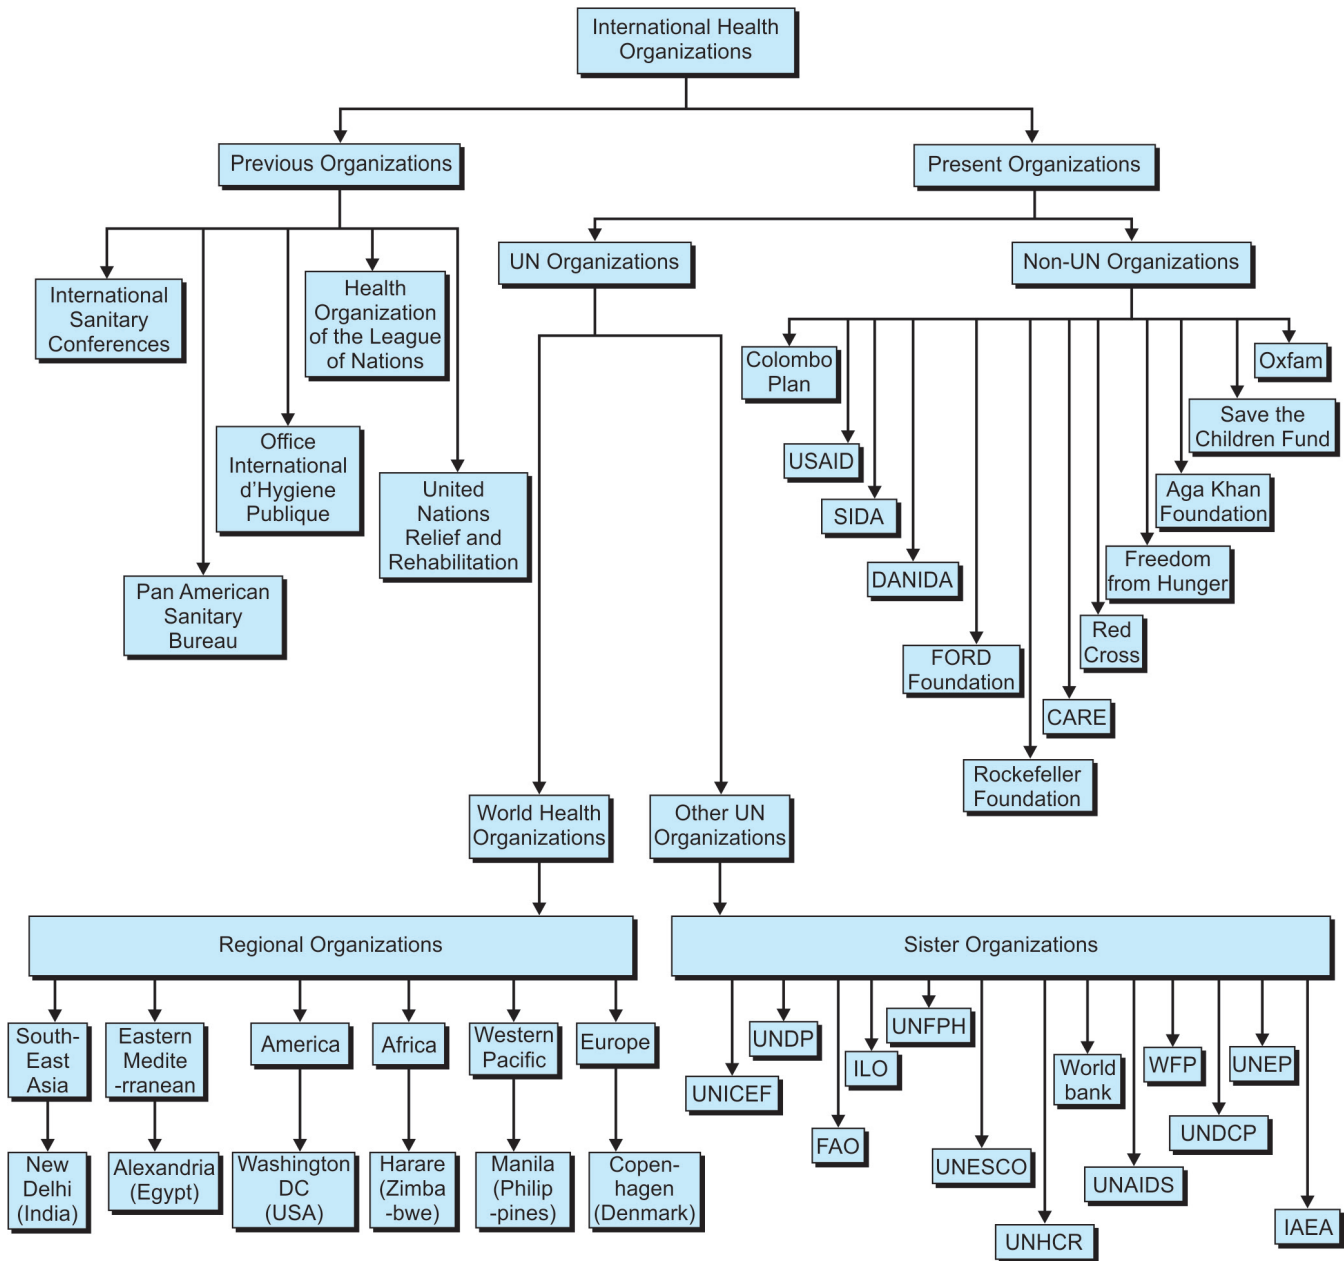 International Health
Organizations
Previous Organizations
Present Organizations
UN Organizations
Non-UN Organizations
International
Sanitary
Conferences
Health
Organization
of the League
of Nations
Office
International
d'Hygiene
Publique
United
Nations
Relief and
Rehabilitation
Pan American
Sanitary
Bureau
Colombo
Plan
Oxfam
Save the
Children Fund
USAID
Aga Khan
Foundation
SIDA
Freedom
from Hunger
DANIDA
Red
Cross
FORD
Foundation
CARE
Rockefeller
Foundation
World Health
Organizations
Other UN
Organizations
Regional Organizations
Sister Organizations
South-
East
Asia
Eastern
Medite
-rranean
America
Africa
Western
Pacific
Europe
New
Delhi
(India)
Alexandria
(Egypt)
Washington
DC
(USA)
Harare
(Zimba
-bwe)
Manila
(Philip
-pines)
Copen-
hagen
(Denmark)
UNICEF
UNDP
FAO
ILO
UNFPH
UNESCO
UNHCR
World
bank
UNAIDS
WFP
UNDCP
UNEP
IAEA